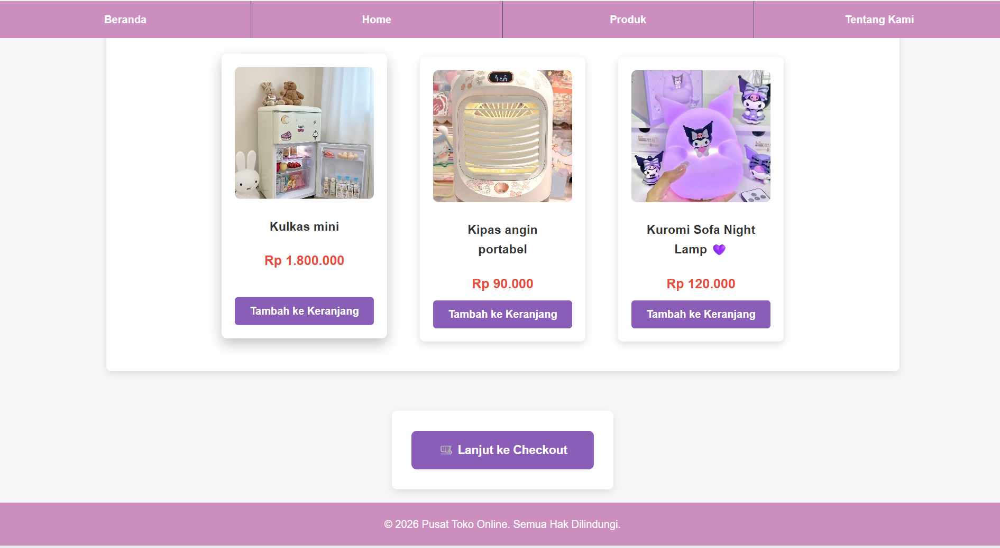 Beranda
Home
Produk
Tentang Kami
Kulkas mini
Rp 1.800.000
Tambah ke Keranjang
Kipas angin
portabel
Rp 90.000
Tambah ke Keranjang
Kuromi Sofa Night
Lamp 💜
Rp 120.000
Tambah ke Keranjang
🛒 Lanjut ke Checkout
© 2026 Pusat Toko Online. Semua Hak Dilindungi.